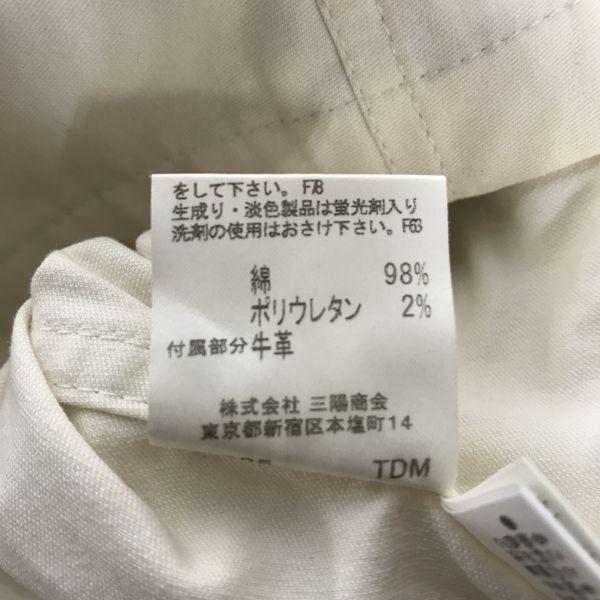 をして下さい。 F78
生成り・淡色製品は蛍光剤入り
洗剤の使用はおさけ下さい。F63
綿 98%
ポリウレタン 2%
付属部分 牛革
株式会社 三陽商会
東京都新宿区本塩町14
TDM